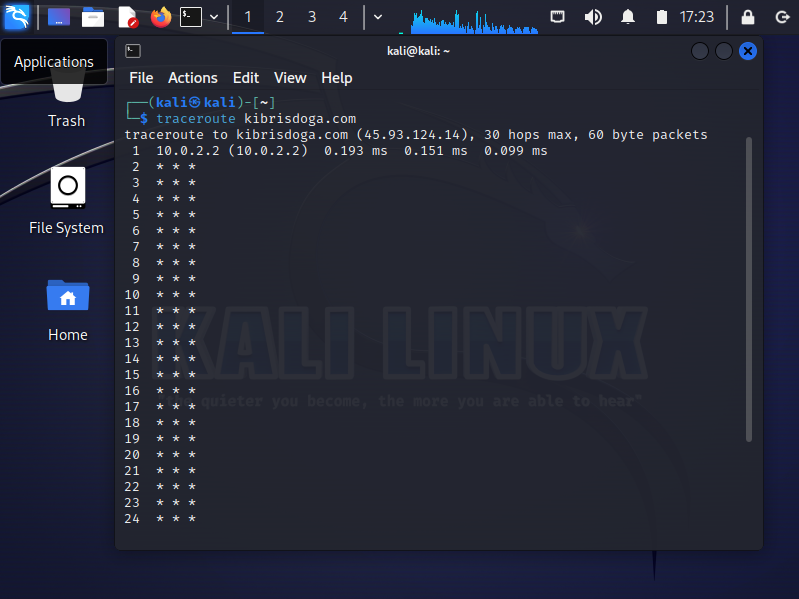 1 2 3 4 17:23
Applications
Trash
File System
Home
kali@kali: ~
File Actions Edit View Help
┌──(kali㉿kali)-[~]
└─$ traceroute kibrisdoga.com
traceroute to kibrisdoga.com (45.93.124.14), 30 hops max, 60 byte packets
1 10.0.2.2 (10.0.2.2) 0.193 ms 0.151 ms 0.099 ms
2 * * *
3 * * *
4 * * *
5 * * *
6 * * *
7 * * *
8 * * *
9 * * *
10 * * *
11 * * *
12 * * *
13 * * *
14 * * *
15 * * *
16 * * *
17 * * *
18 * * *
19 * * *
20 * * *
21 * * *
22 * * *
23 * * *
24 * * *
KALI LINUX
"the quieter you become, the more you are able to hear"